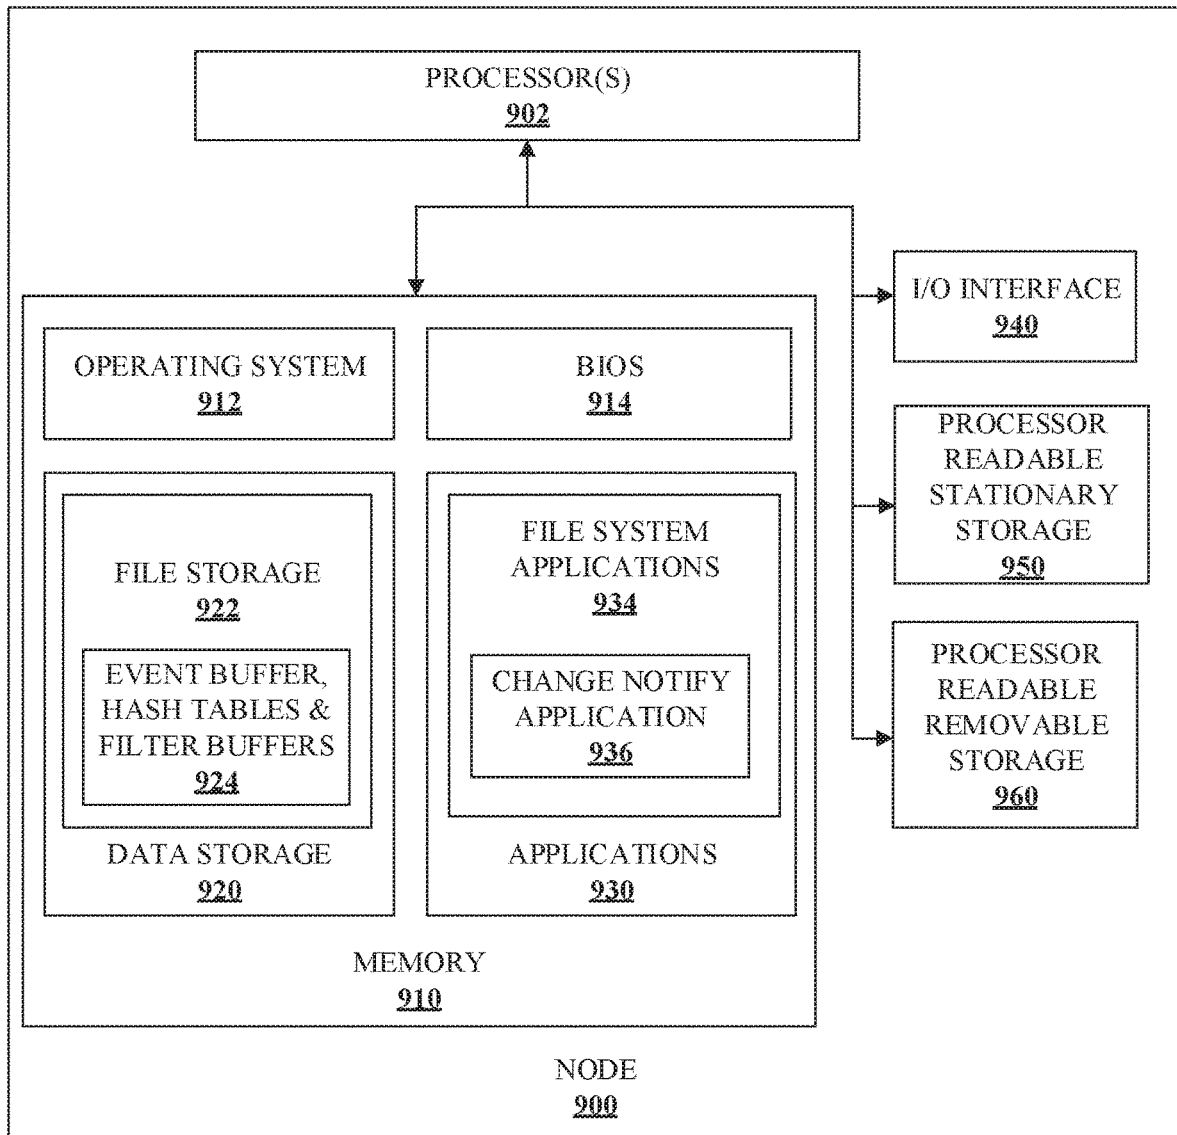 PROCESSOR(S)
902
I/O INTERFACE
940
OPERATING SYSTEM
912
BIOS
914
PROCESSOR
READABLE
STATIONARY
STORAGE
950
FILE STORAGE
922
EVENT BUFFER,
HASH TABLES &
FILTER BUFFERS
924
DATA STORAGE
920
FILE SYSTEM
APPLICATIONS
934
CHANGE NOTIFY
APPLICATION
936
APPLICATIONS
930
PROCESSOR
READABLE
REMOVABLE
STORAGE
960
MEMORY
910
NODE
900